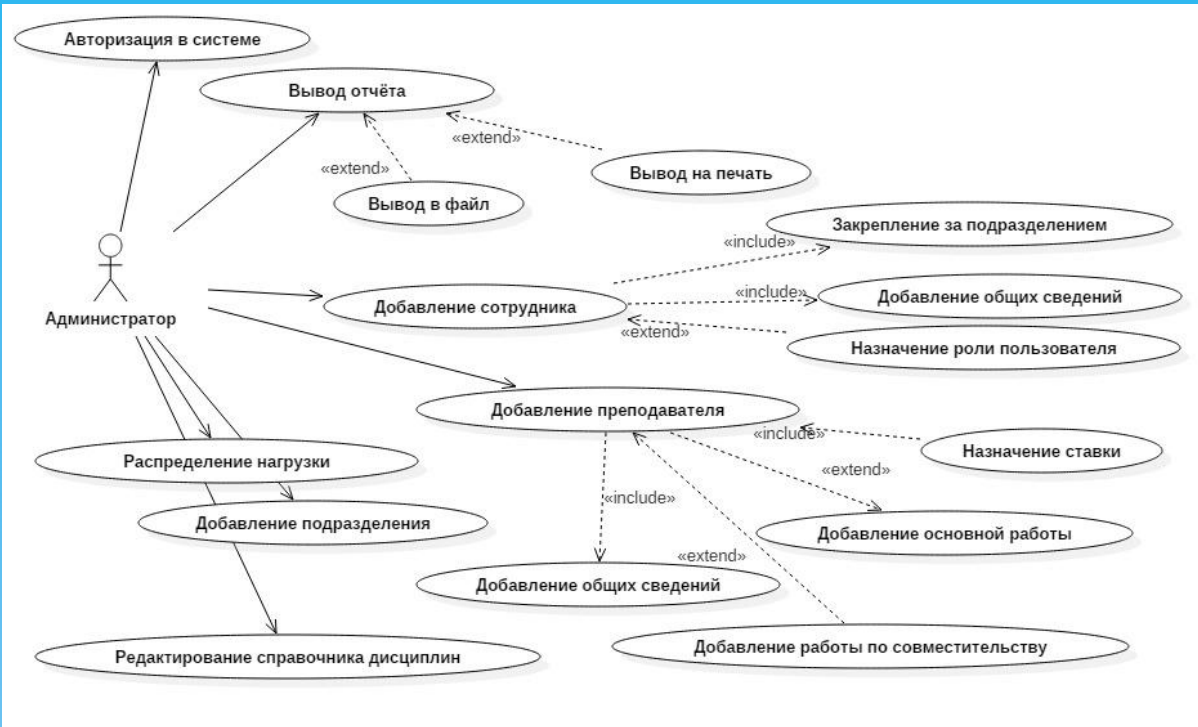 Авторизация в системе
Вывод отчёта
«extend»
«extend»
Вывод на печать
Вывод в файл
Закрепление за подразделением
«include»
Администратор
Добавление сотрудника
«include»
Добавление общих сведений
«extend»
Назначение роли пользователя
Добавление преподавателя
«include»
Назначение ставки
Распределение нагрузки
«extend»
«include»
Добавление подразделения
Добавление основной работы
«extend»
Добавление общих сведений
Редактирование справочника дисциплин
Добавление работы по совместительству